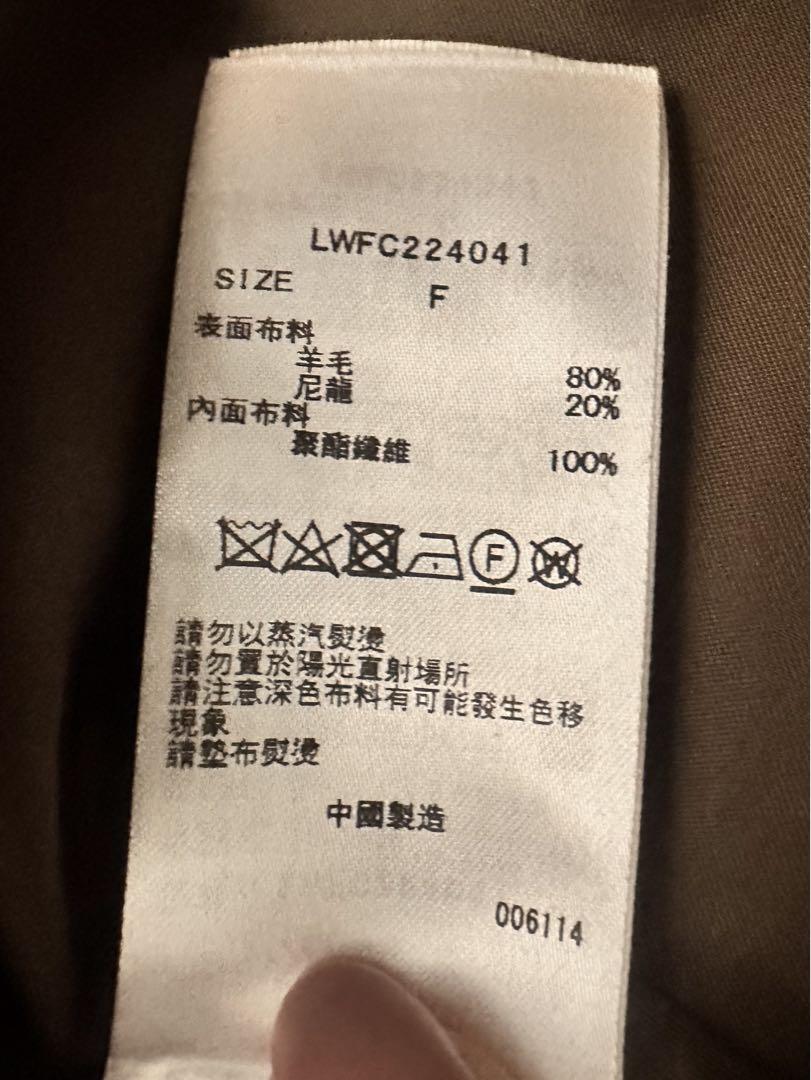 LWFC224041
SIZE F
表面布料
羊毛 80%
尼龍 20%
內面布料
聚酯纖維 100%
F W
請勿以蒸汽熨燙
請勿置於陽光直射場所
請注意深色布料有可能發生色移
現象
請墊布熨燙
中國製造
006114